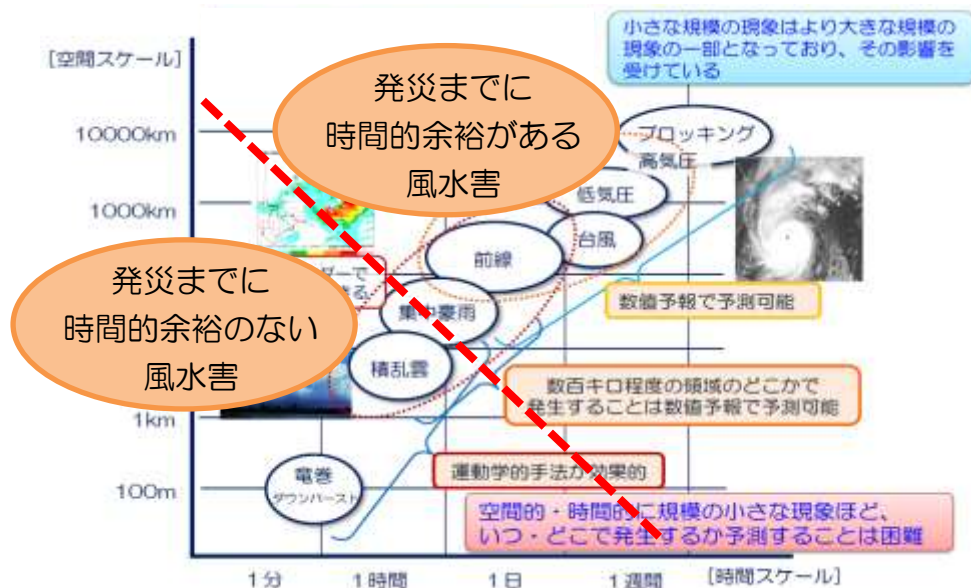 小さな規模の現象はより大きな規模の
現象の一部となっており、その影響を
受けている
[空間スケール]
発災までに
時間的余裕がある
風水害
10000km
ブロッキング
高気圧
1000km
低気圧
台風
前線
発災までに
時間的余裕のない
風水害
ダーで
きる
数値予報で予測可能
集中豪雨
積乱雲
数百キロ程度の領域のどこかで
発生することは数値予報で予測可能
1km
運動学的手法が効果的
竜巻
ダウンバースト
100m
空間的・時間的に規模の小さな現象ほど、
いつ・どこで発生するか予測することは困難
1分
1時間
1日
1週間
[時間スケール]